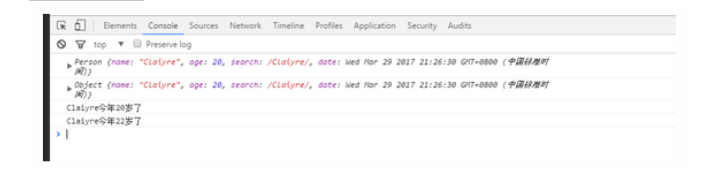 Elements Console Sources Network Timeline Profiles Application Security Audits
top ▼ Preserve log
Person {name: "Claiyre", age: 20, search: /Claiyre/, date: Wed Mar 29 2017 21:26:30 GMT+0800 (中国标准时
间)}
Object {name: "Claiyre", age: 20, search: /Claiyre/, date: Wed Mar 29 2017 21:26:30 GMT+0800 (中国标准时
间)}
Claiyre今年20岁了
Claiyre今年22岁了
>